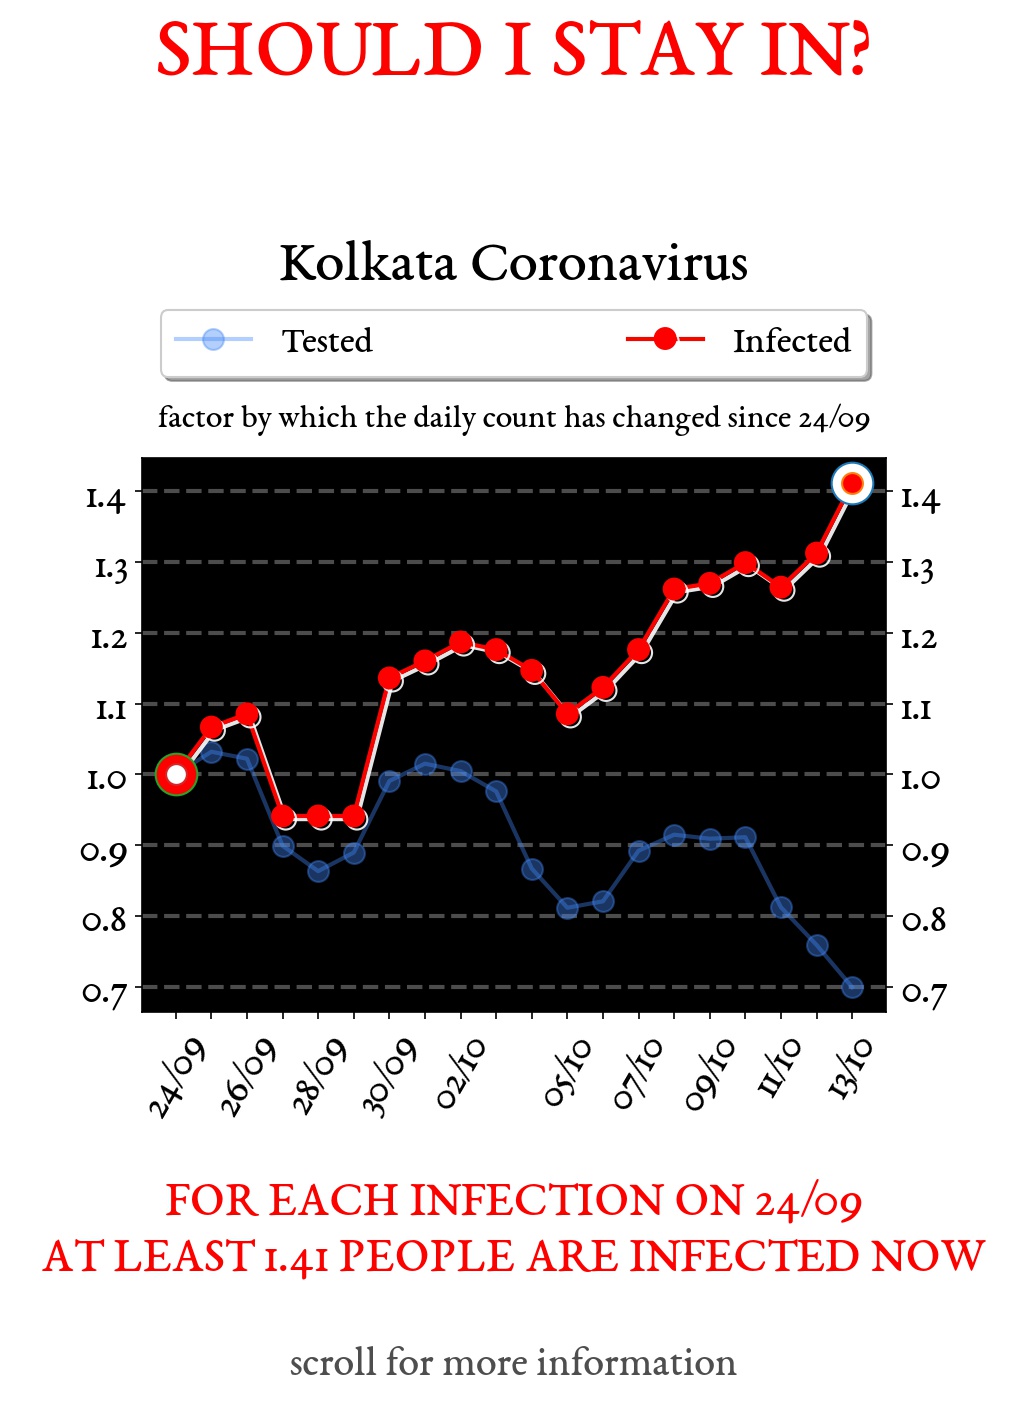 SHOULD I STAY IN?
Kolkata Coronavirus
Tested Infected
factor by which the daily count has changed since 24/09
1.4 1.4
1.3 1.3
1.2 1.2
1.1 1.1
1.0 1.0
0.9 0.9
0.8 0.8
0.7 0.7
24/09 26/09 28/09 30/09 02/10 05/10 07/10 09/10 11/10 13/10
FOR EACH INFECTION ON 24/09
AT LEAST 1.41 PEOPLE ARE INFECTED NOW
scroll for more information